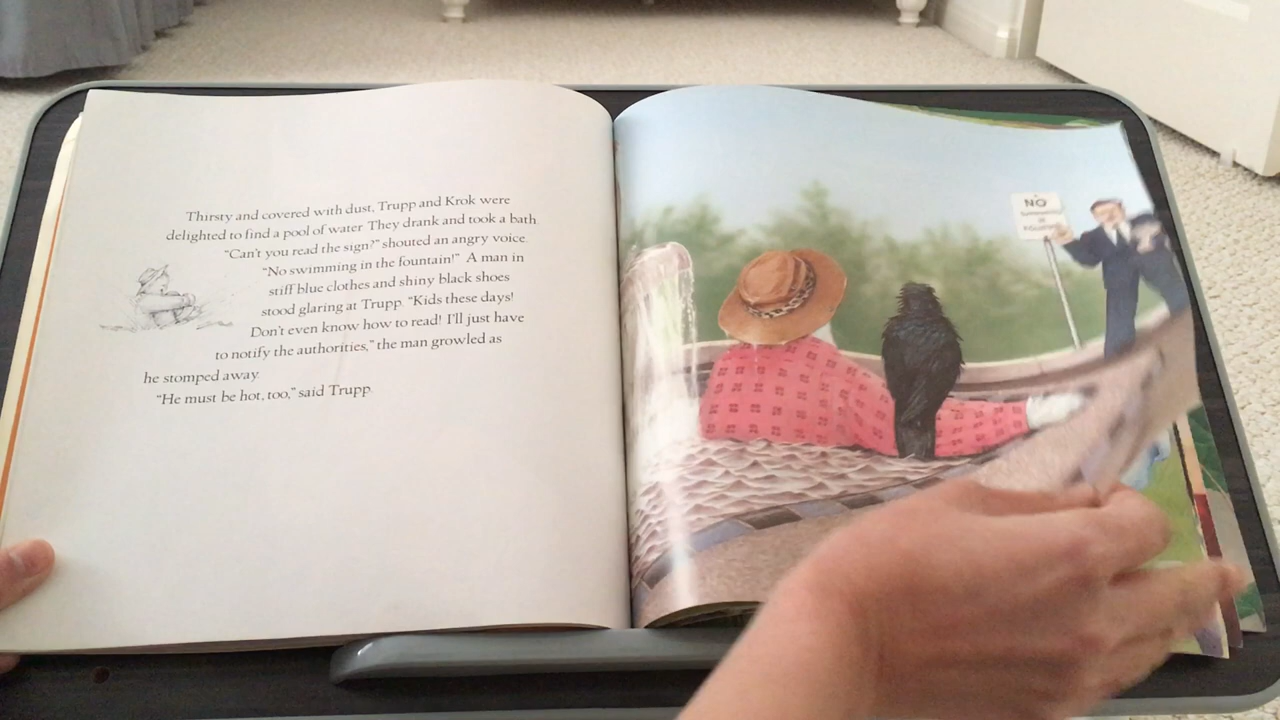 Thirsty and covered with dust, Trupp and Krok were
delighted to find a pool of water. They drank and took a bath.
"Can't you read the sign?" shouted an angry voice.
"No swimming in the fountain!" A man in
stiff blue clothes and shiny black shoes
stood glaring at Trupp. "Kids these days!
Don't even know how to read! I'll just have
to notify the authorities," the man growled as
he stomped away.
"He must be hot, too," said Trupp.
NO